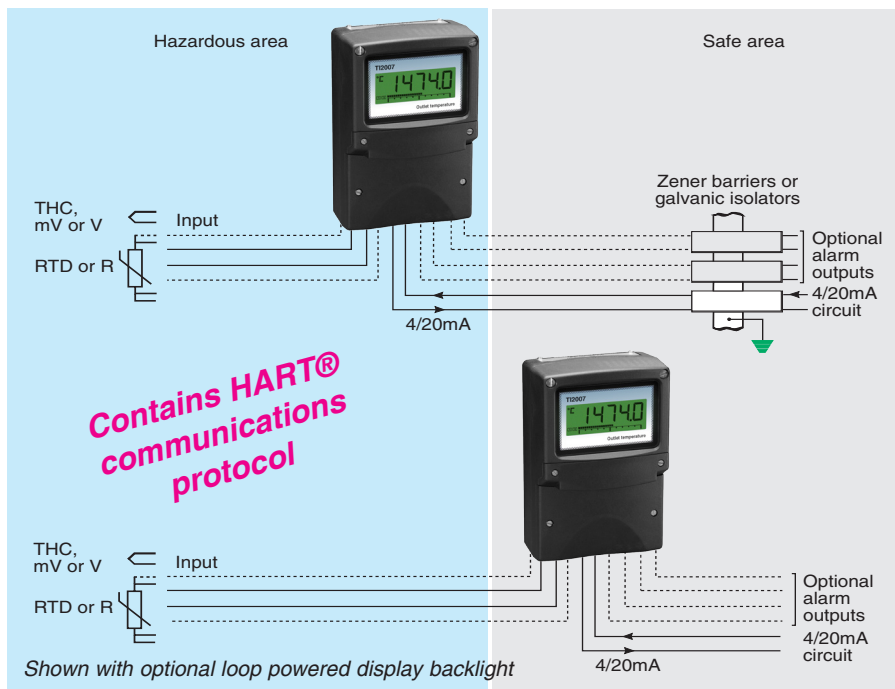 Hazardous area
Safe area
TI2007
°C 1474.0
Outlet temperature
Zener barriers or
galvanic isolators
THC,
mV or V
Input
RTD or R
Optional
alarm
outputs
4/20mA
circuit
4/20mA
Contains HART®
communications
protocol
TI2007
°C 1474.0
Outlet temperature
THC,
mV or V
Input
RTD or R
Optional
alarm
outputs
4/20mA
circuit
4/20mA
Shown with optional loop powered display backlight